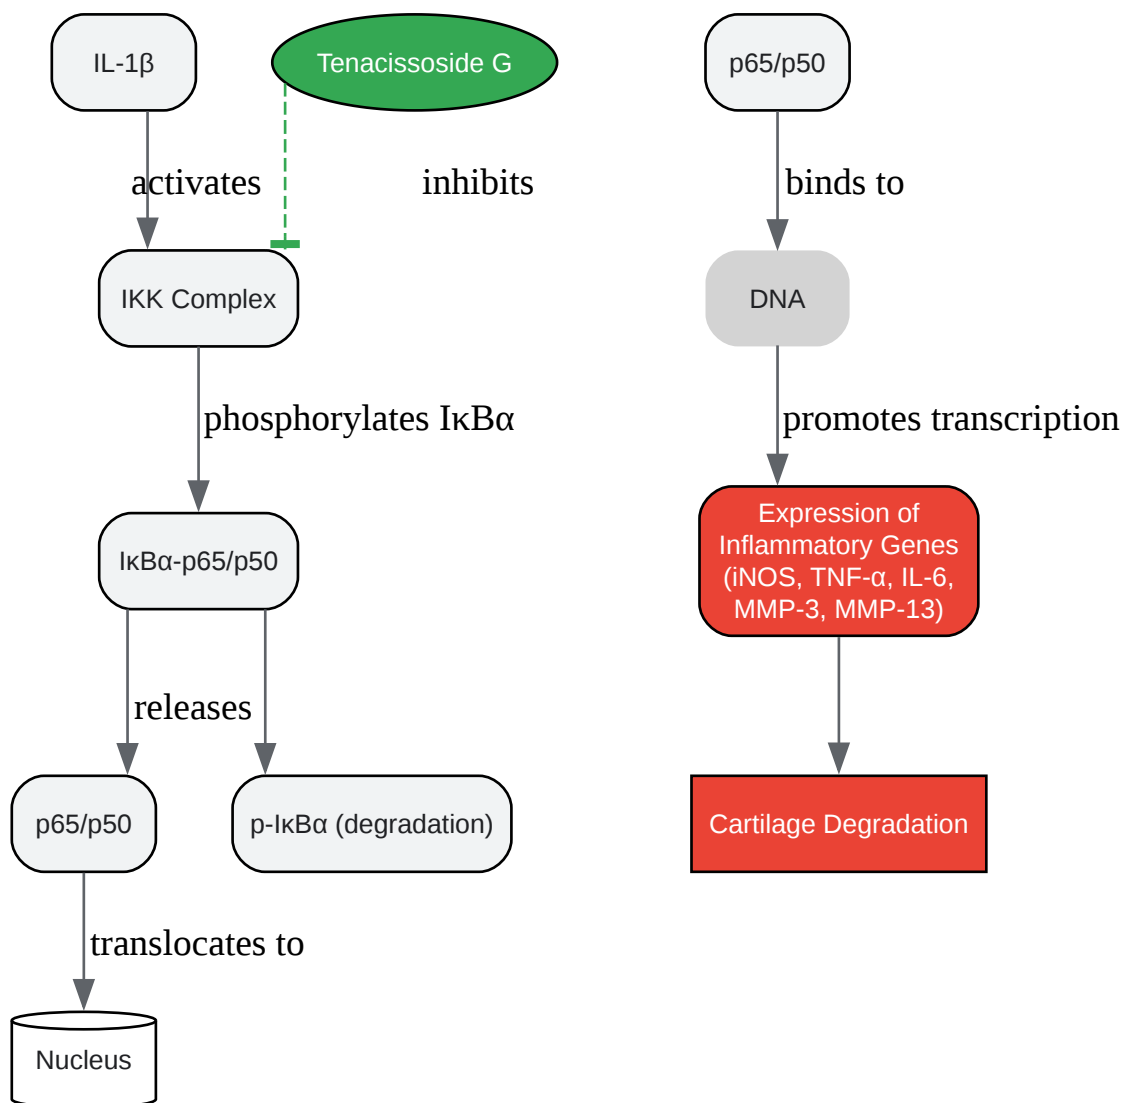 IL-1β
Tenacissoside G
p65/p50
activates
inhibits
binds to
IKK Complex
DNA
phosphorylates IκBα
promotes transcription
IκBα-p65/p50
Expression of
Inflammatory Genes
(iNOS, TNF-α, IL-6,
MMP-3, MMP-13)
releases
p65/p50
p-IκBα (degradation)
Cartilage Degradation
translocates to
Nucleus